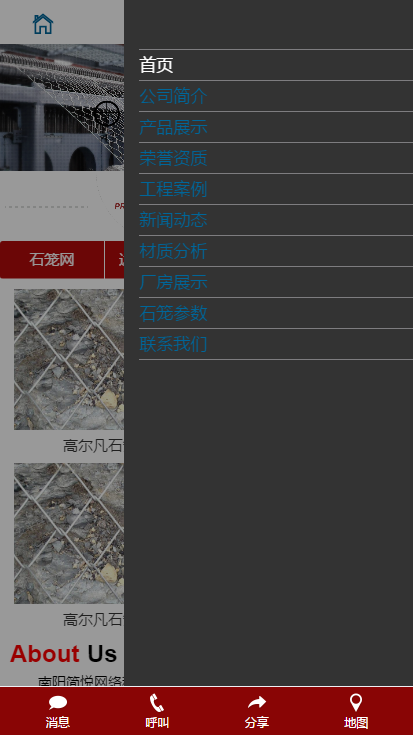 首页
公司简介
产品展示
荣誉资质
工程案例
新闻动态
材质分析
厂房展示
石笼参数
联系我们
PR
石笼网
高尔凡石
高尔凡石
About Us
南阳简悦网络
消息 呼叫 分享 地图